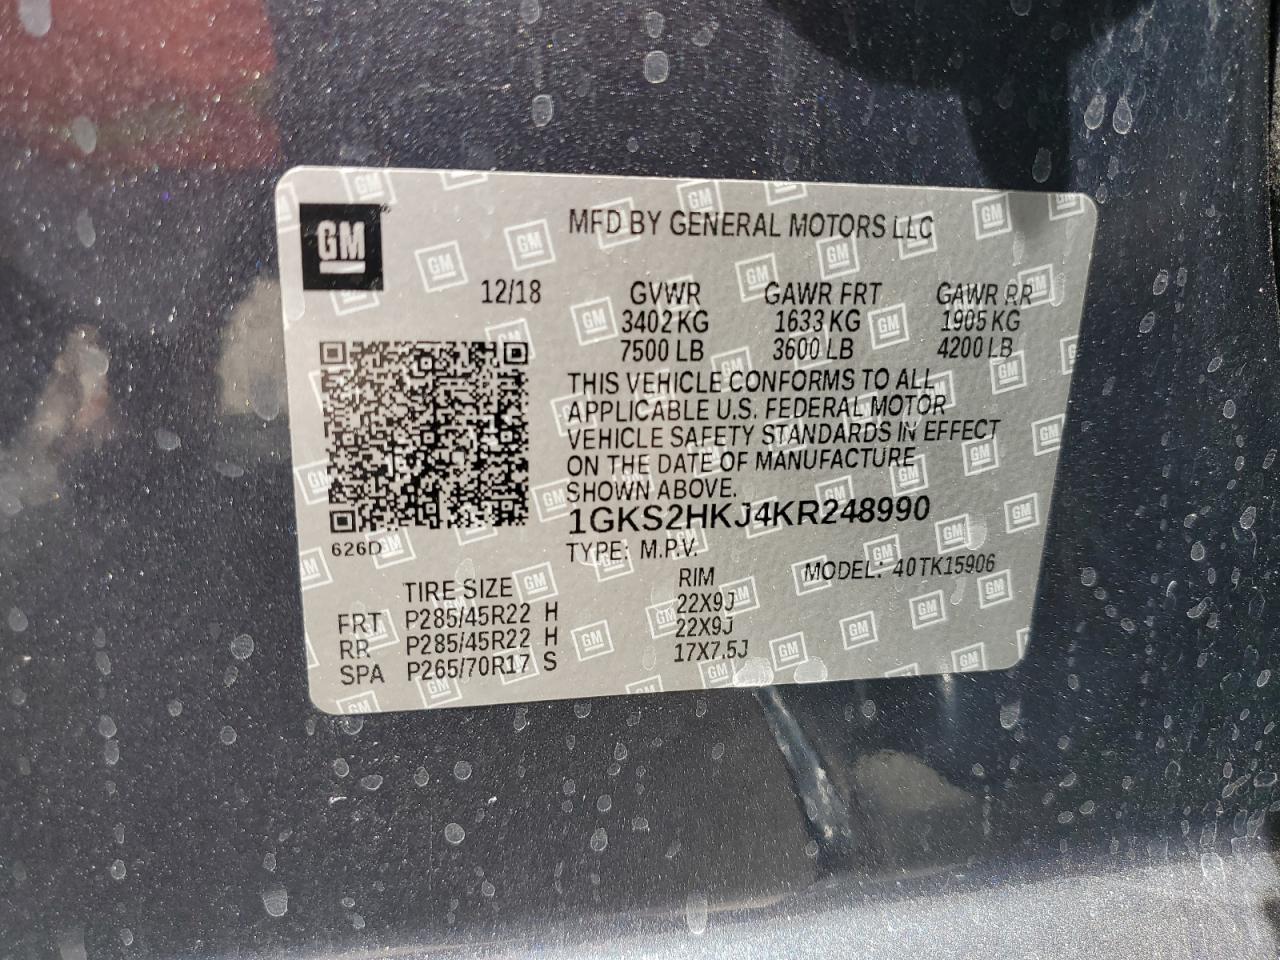 GM
MFD BY GENERAL MOTORS LLC
12/18 GVWR GAWR FRT GAWR RR
3402 KG 1633 KG 1905 KG
7500 LB 3600 LB 4200 LB
THIS VEHICLE CONFORMS TO ALL
APPLICABLE U.S. FEDERAL MOTOR
VEHICLE SAFETY STANDARDS IN EFFECT
ON THE DATE OF MANUFACTURE
SHOWN ABOVE.
1GKS2HKJ4KR248990
626D
TYPE: M.P.V. MODEL: 40TK15906
TIRE SIZE RIM
FRT P285/45R22 H 22X9J
RR P285/45R22 H 22X9J
SPA P265/70R17 S 17X7.5J